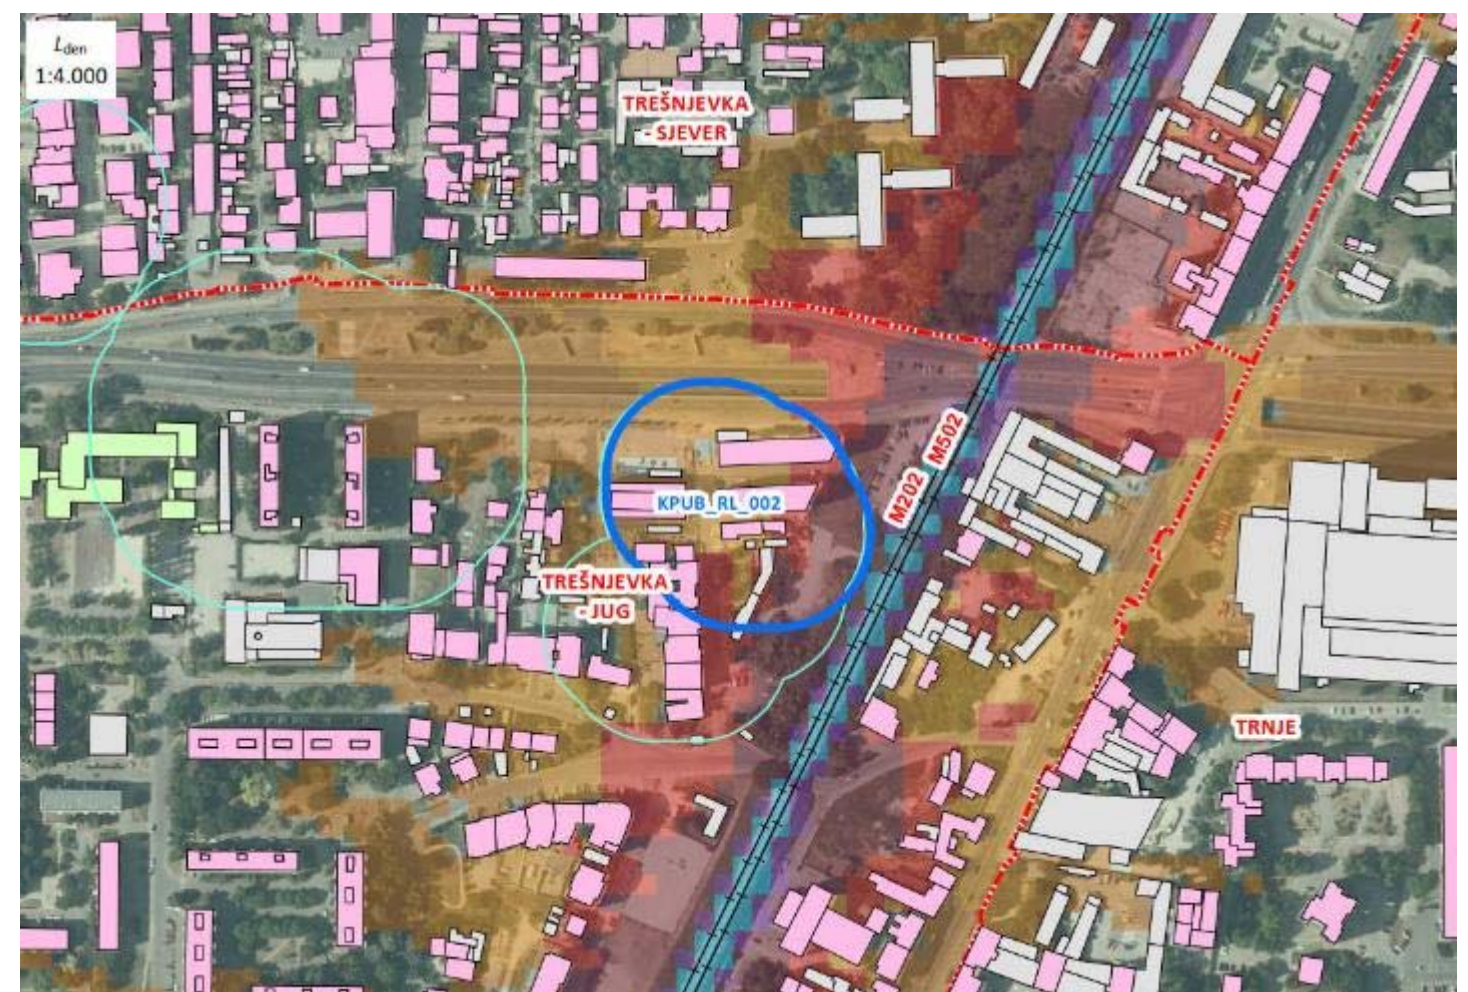 Lden
1:4.000
TREŠNJEVKA
- SJEVER
M202 M502
KPUB_RL_002
TREŠNJEVKA
- JUG
TRNJE